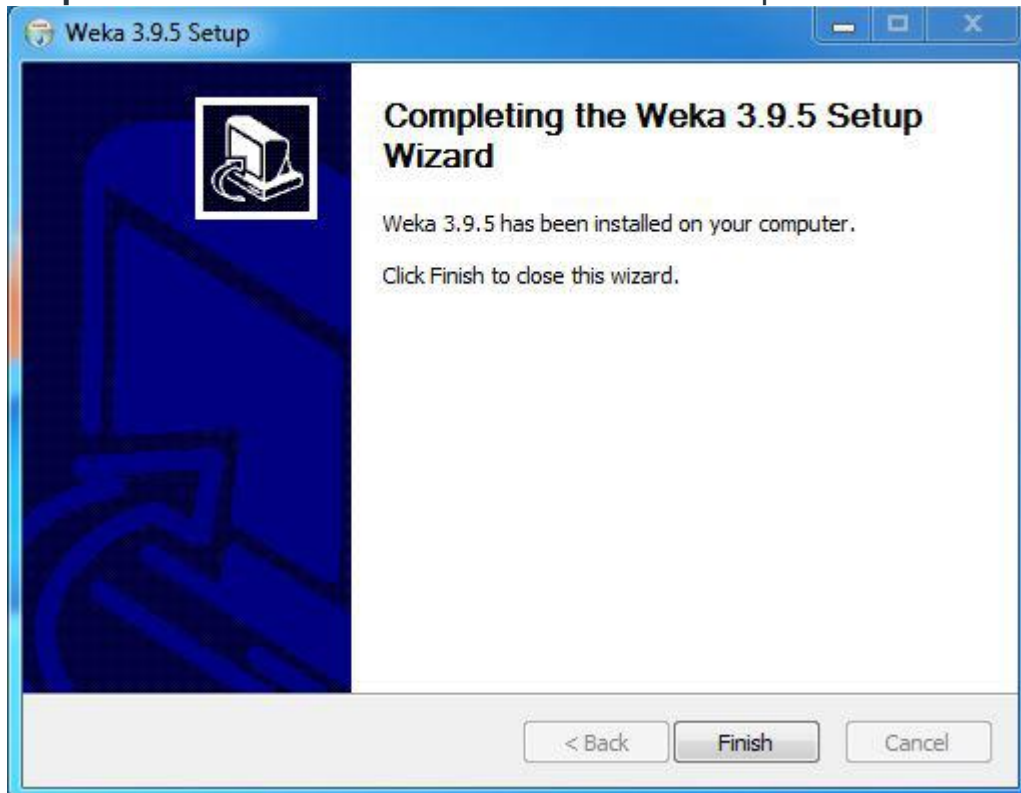 Weka 3.9.5 Setup
Completing the Weka 3.9.5 Setup
Wizard
Weka 3.9.5 has been installed on your computer.
Click Finish to close this wizard.
< Back
Finish
Cancel